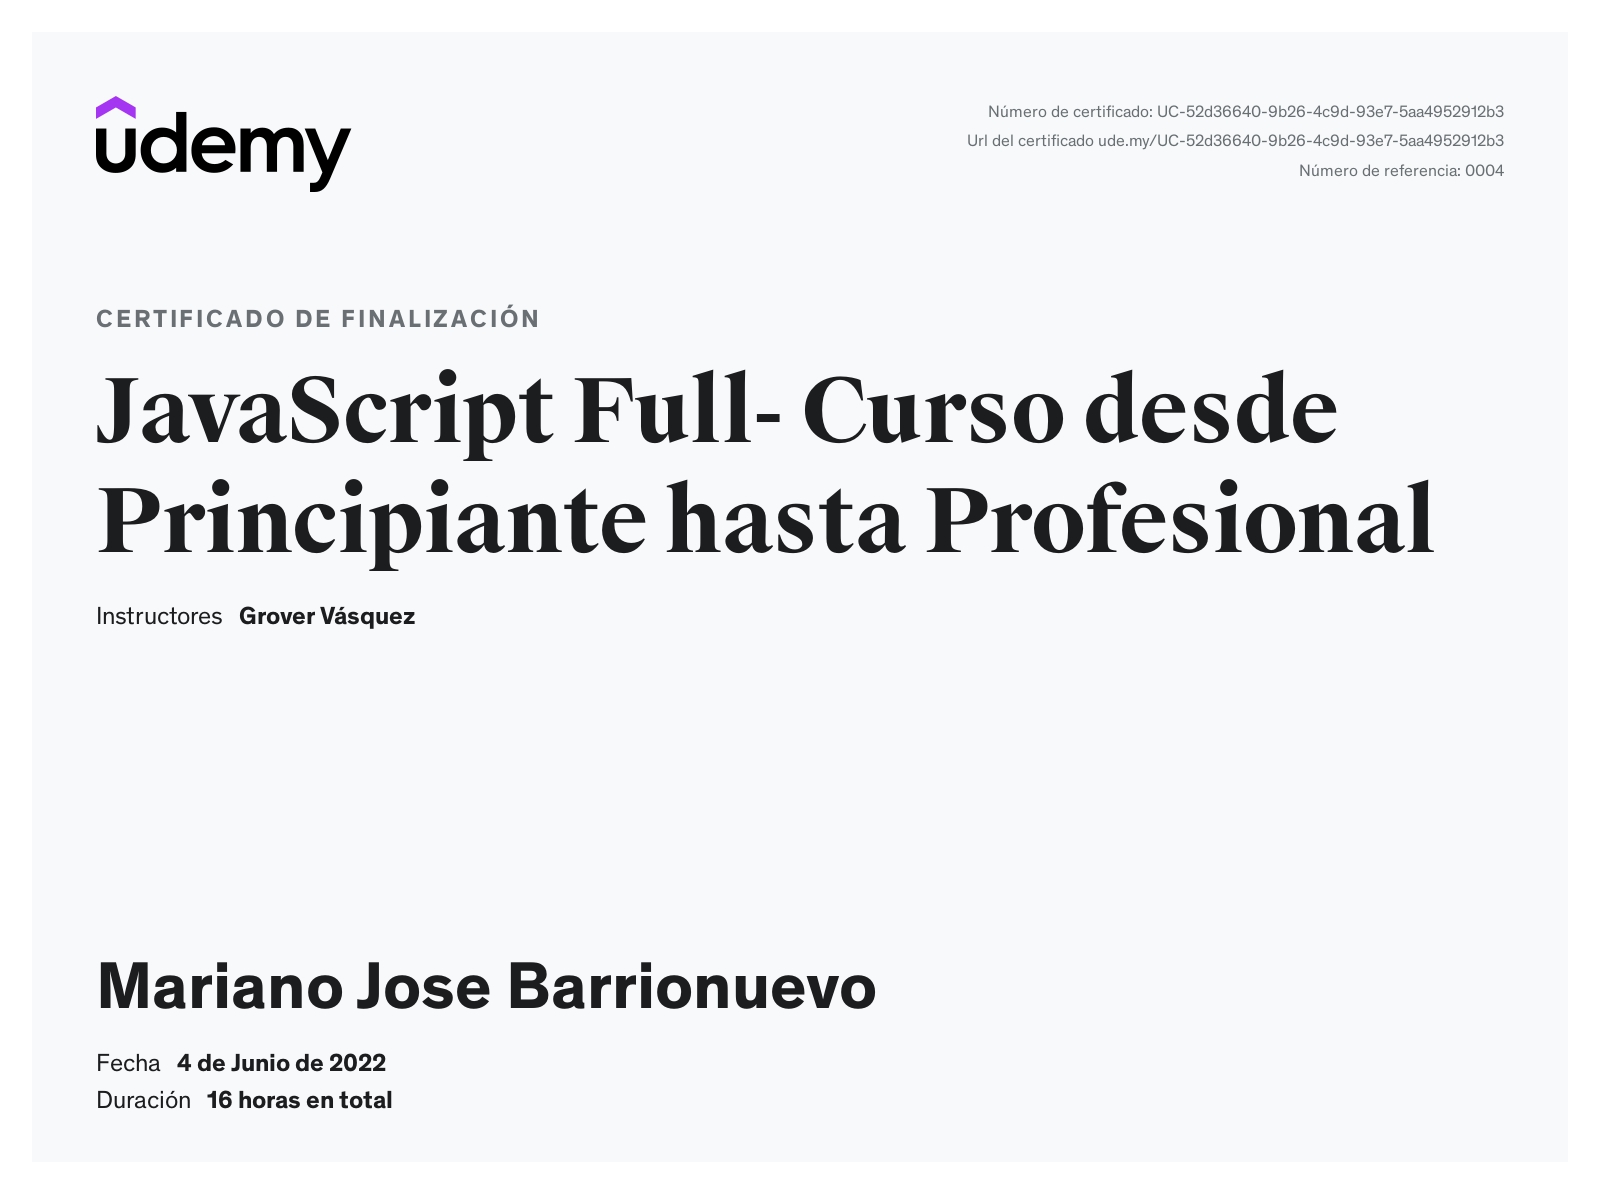 udemy
Número de certificado: UC-52d36640-9b26-4c9d-93e7-5aa4952912b3
Url del certificado ude.my/UC-52d36640-9b26-4c9d-93e7-5aa4952912b3
Número de referencia: 0004
CERTIFICADO DE FINALIZACIÓN
JavaScript Full- Curso desde
Principiante hasta Profesional
Instructores Grover Vásquez
Mariano Jose Barrionuevo
Fecha 4 de Junio de 2022
Duración 16 horas en total